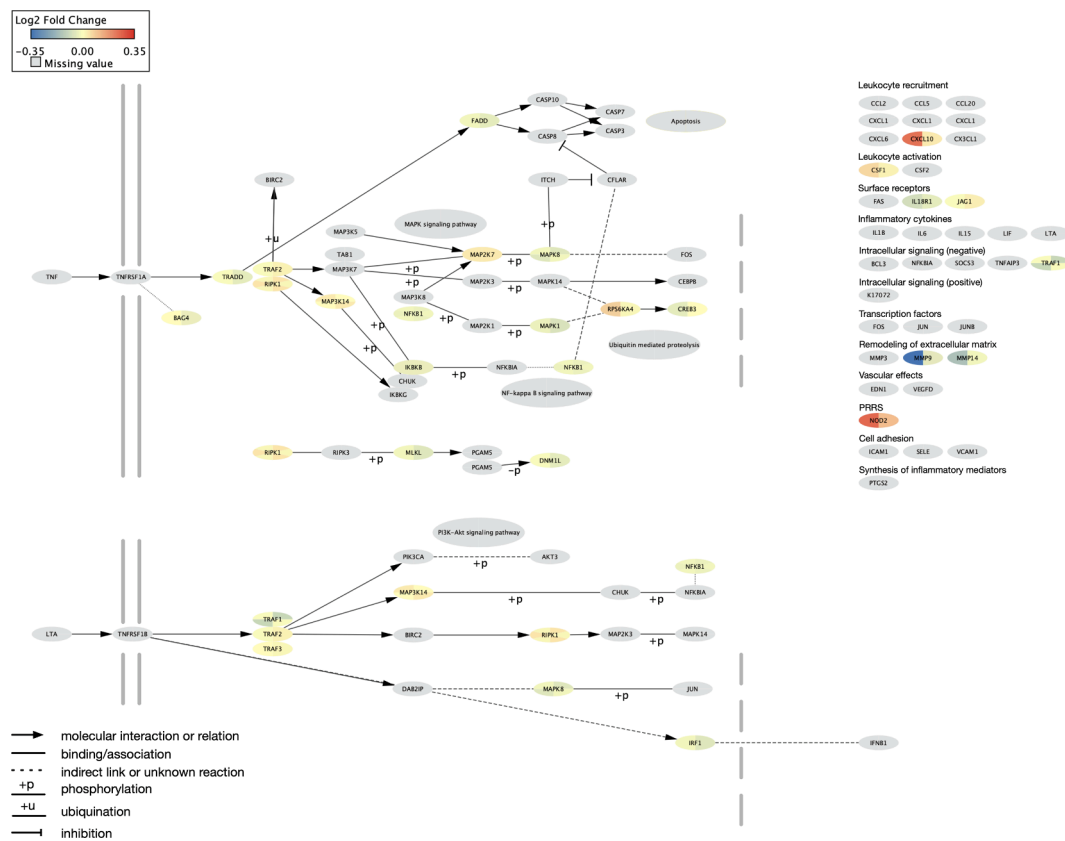 Log2 Fold Change
−0.35 0.00 0.35
Missing value
TNF
TNFRSF1A
BAG4
TRADD
BIRC2
+u
TRAF2
RIPK1
FADD
CASP10
CASP8
CASP7
CASP3
Apoptosis
ITCH
CFLAR
+p
MAPK signaling pathway
MAP3K5
TAB1
MAP3K7
MAP3K14
MAP3K8
NFKB1
MAP2K7
+p
MAPK8
FOS
+p
+p
MAP2K3
+p
MAPK14
CEBPB
+p
MAP2K1
+p
MAPK1
RPS6KA4
CREB3
Ubiquitin mediated proteolysis
+p
+p
IKBKB
CHUK
IKBKG
+p
NFKBIA
NFKB1
NF-kappa B signaling pathway
RIPK1
RIPK3
+p
MLKL
PGAM5
PGAM5
−p
DNM1L
PI3K-Akt signaling pathway
PIK3CA
+p
AKT3
NFKB1
MAP3K14
+p
CHUK
+p
NFKBIA
LTA
TNFRSF1B
TRAF1
TRAF2
TRAF3
BIRC2
RIPK1
MAP2K3
+p
MAPK14
DAB2IP
MAPK8
+p
JUN
IRF1
IFNB1
Leukocyte recruitment
CCL2 CCL5 CCL20
CXCL1 CXCL1 CXCL1
CXCL6 CXCL10 CX3CL1
Leukocyte activation
CSF1 CSF2
Surface receptors
FAS IL18R1 JAG1
Inflammatory cytokines
IL1B IL6 IL15 LIF LTA
Intracellular signaling (negative)
BCL3 NFKBIA SOCS3 TNFAIP3 TRAF1
Intracellular signaling (positive)
K17072
Transcription factors
FOS JUN JUNB
Remodeling of extracellular matrix
MMP3 MMP9 MMP14
Vascular effects
EDN1 VEGFD
PRRS
NOD2
Cell adhesion
ICAM1 SELE VCAM1
Synthesis of inflammatory mediators
PTGS2
molecular interaction or relation
binding/association
indirect link or unknown reaction
+p phosphorylation
+u ubiquination
inhibition